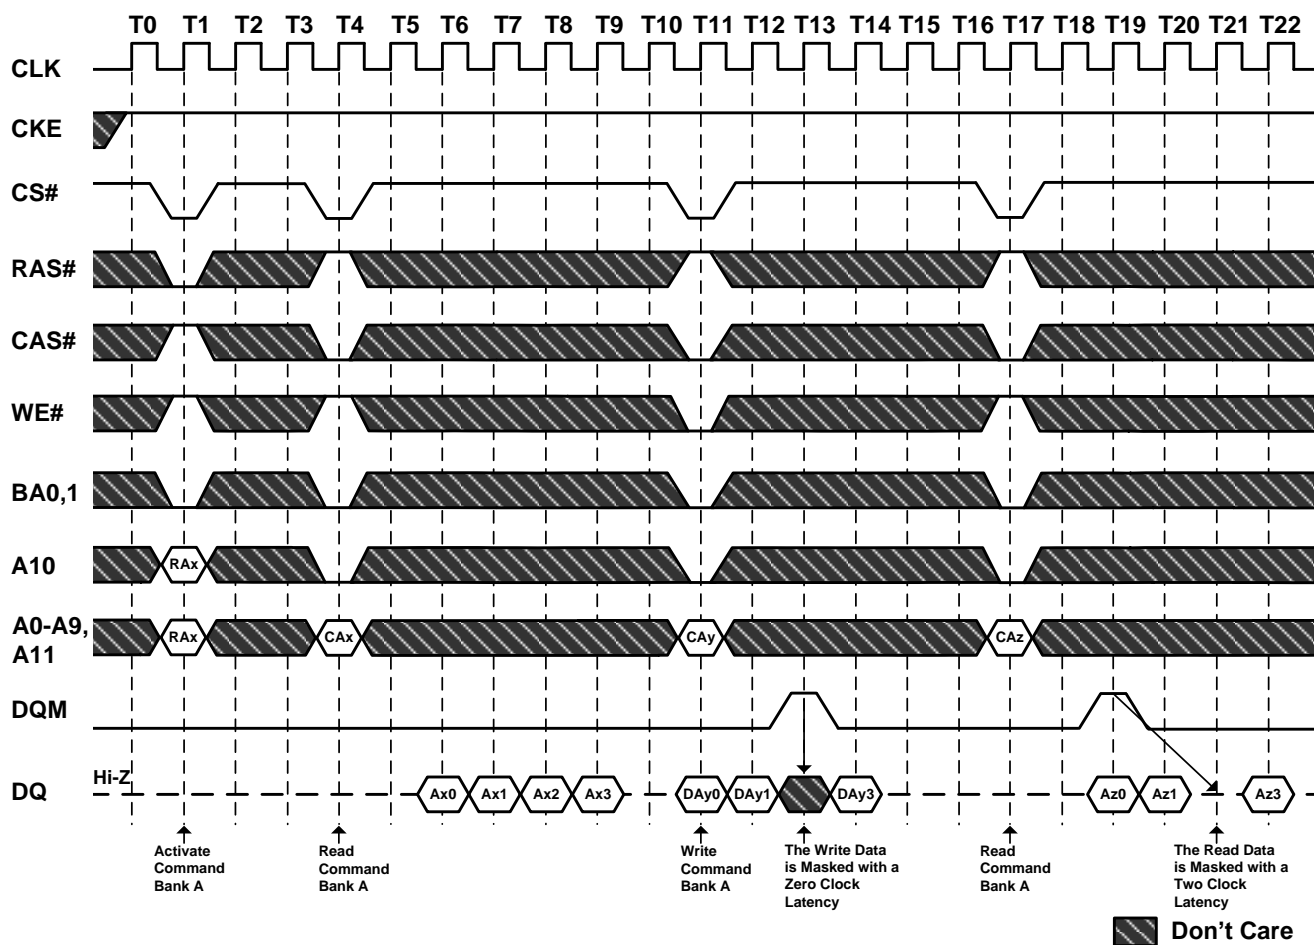 T0 T1 T2 T3 T4 T5 T6 T7 T8 T9 T10 T11 T12 T13 T14 T15 T16 T17 T18 T19 T20 T21 T22
CLK
CKE
CS#
RAS#
CAS#
WE#
BA0,1
A10 RAx
A0-A9,
A11
RAx CAx CAy CAz
DQM
Hi-Z
DQ Ax0 Ax1 Ax2 Ax3 DAy0 DAy1 DAy3 Az0 Az1 Az3
Activate
Command
Bank A
Read
Command
Bank A
Write
Command
Bank A
The Write Data
is Masked with a
Zero Clock
Latency
Read
Command
Bank A
The Read Data
is Masked with a
Two Clock
Latency
Don't Care